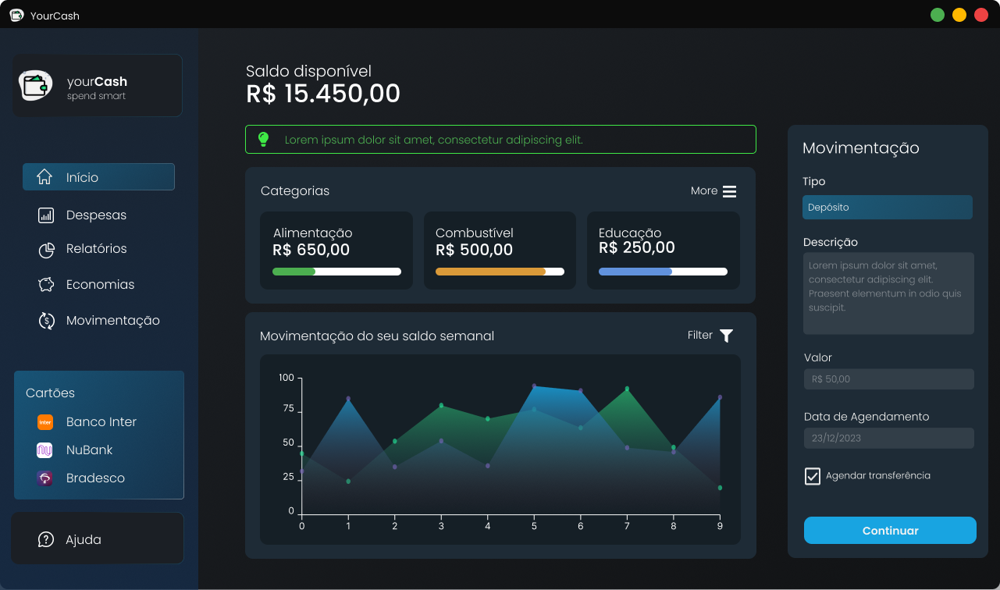 YourCash
yourCash
spend smart
Início
Despesas
Relatórios
Economias
Movimentação
Cartões
inter
Banco Inter
NuBank
Bradesco
Ajuda
Saldo disponível
R$ 15.450,00
Lorem ipsum dolor sit amet, consectetur adipiscing elit.
Categorias
More
Alimentação
R$ 650,00
Combustível
R$ 500,00
Educação
R$ 250,00
Movimentação do seu saldo semanal
Filter
100
75
50
25
0
0 1 2 3 4 5 6 7 8 9
Movimentação
Tipo
Depósito
Descrição
Lorem ipsum dolor sit amet,
consectetur adipiscing elit.
Praesent elementum in odio quis
suscipit.
Valor
R$ 50,00
Data de Agendamento
23/12/2023
Agendar transferência
Continuar